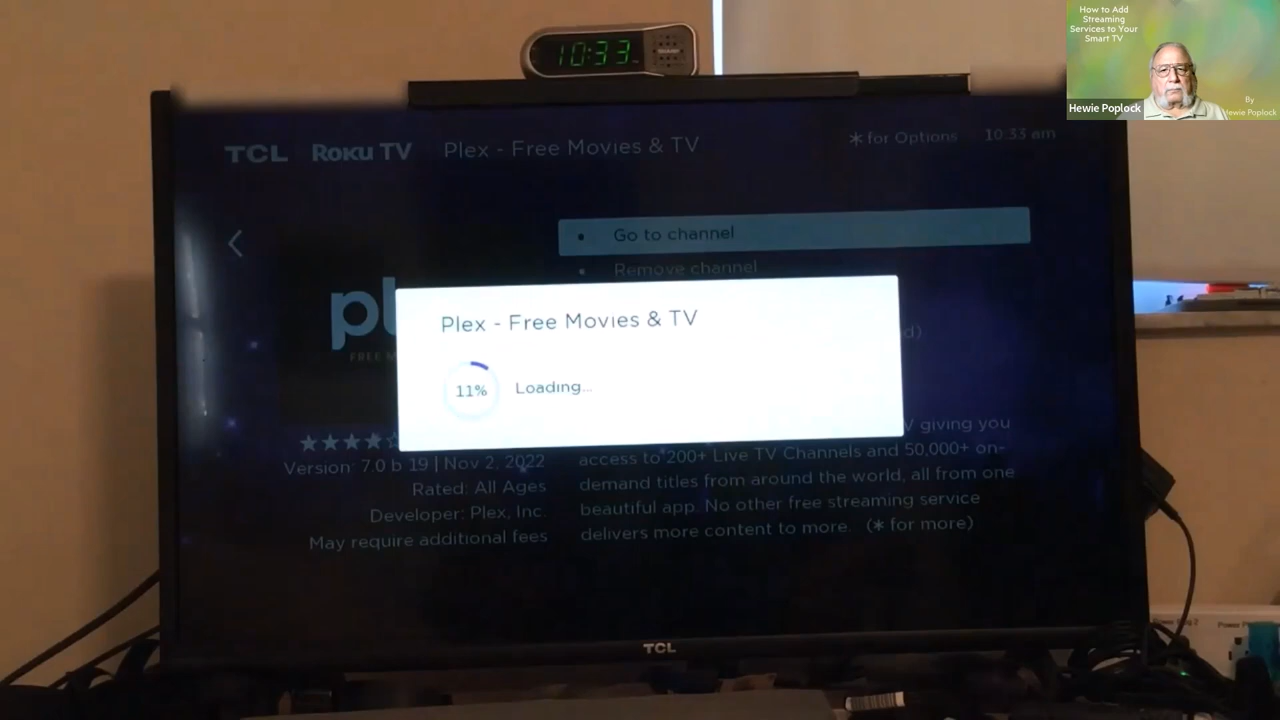 How to Add
Streaming
Services to Your
Smart TV
Hewie Poplock
By
Hewie Poplock
10:33
TCL Roku TV Plex - Free Movies & TV
* for Options 10:33 am
Go to channel
Remove channel
pl
FREE M
d)
Plex - Free Movies & TV
11% Loading...
Version: 7.0 b 19 | Nov 2, 2022
Rated: All Ages
Developer: Plex, Inc.
May require additional fees
V giving you
access to 200+ Live TV Channels and 50,000+ on-
demand titles from around the world, all from one
beautiful app. No other free streaming service
delivers more content to more. (* for more)
TCL